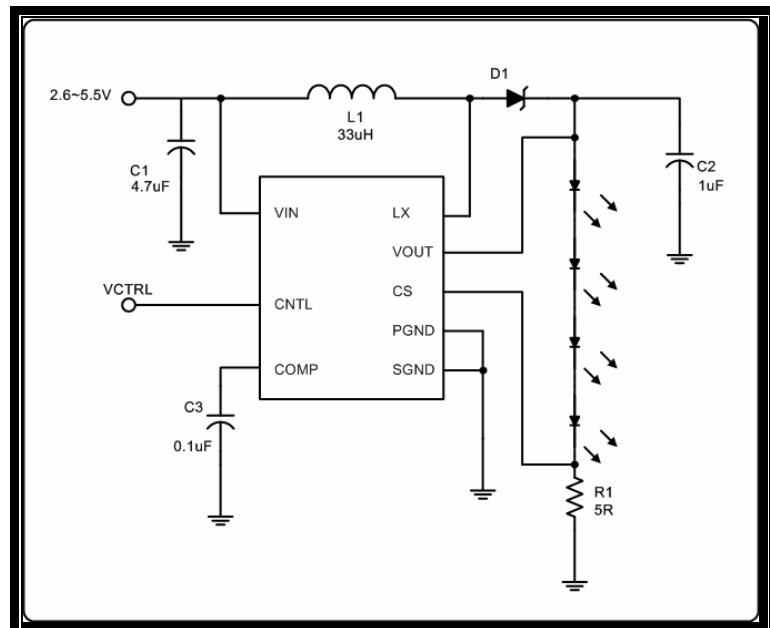 D1
2.6~5.5V
L1
33uH
C1
4.7uF
C2
1uF
VIN
LX
VOUT
VCTRL
CS
CNTL
PGND
COMP
SGND
C3
0.1uF
R1
5R